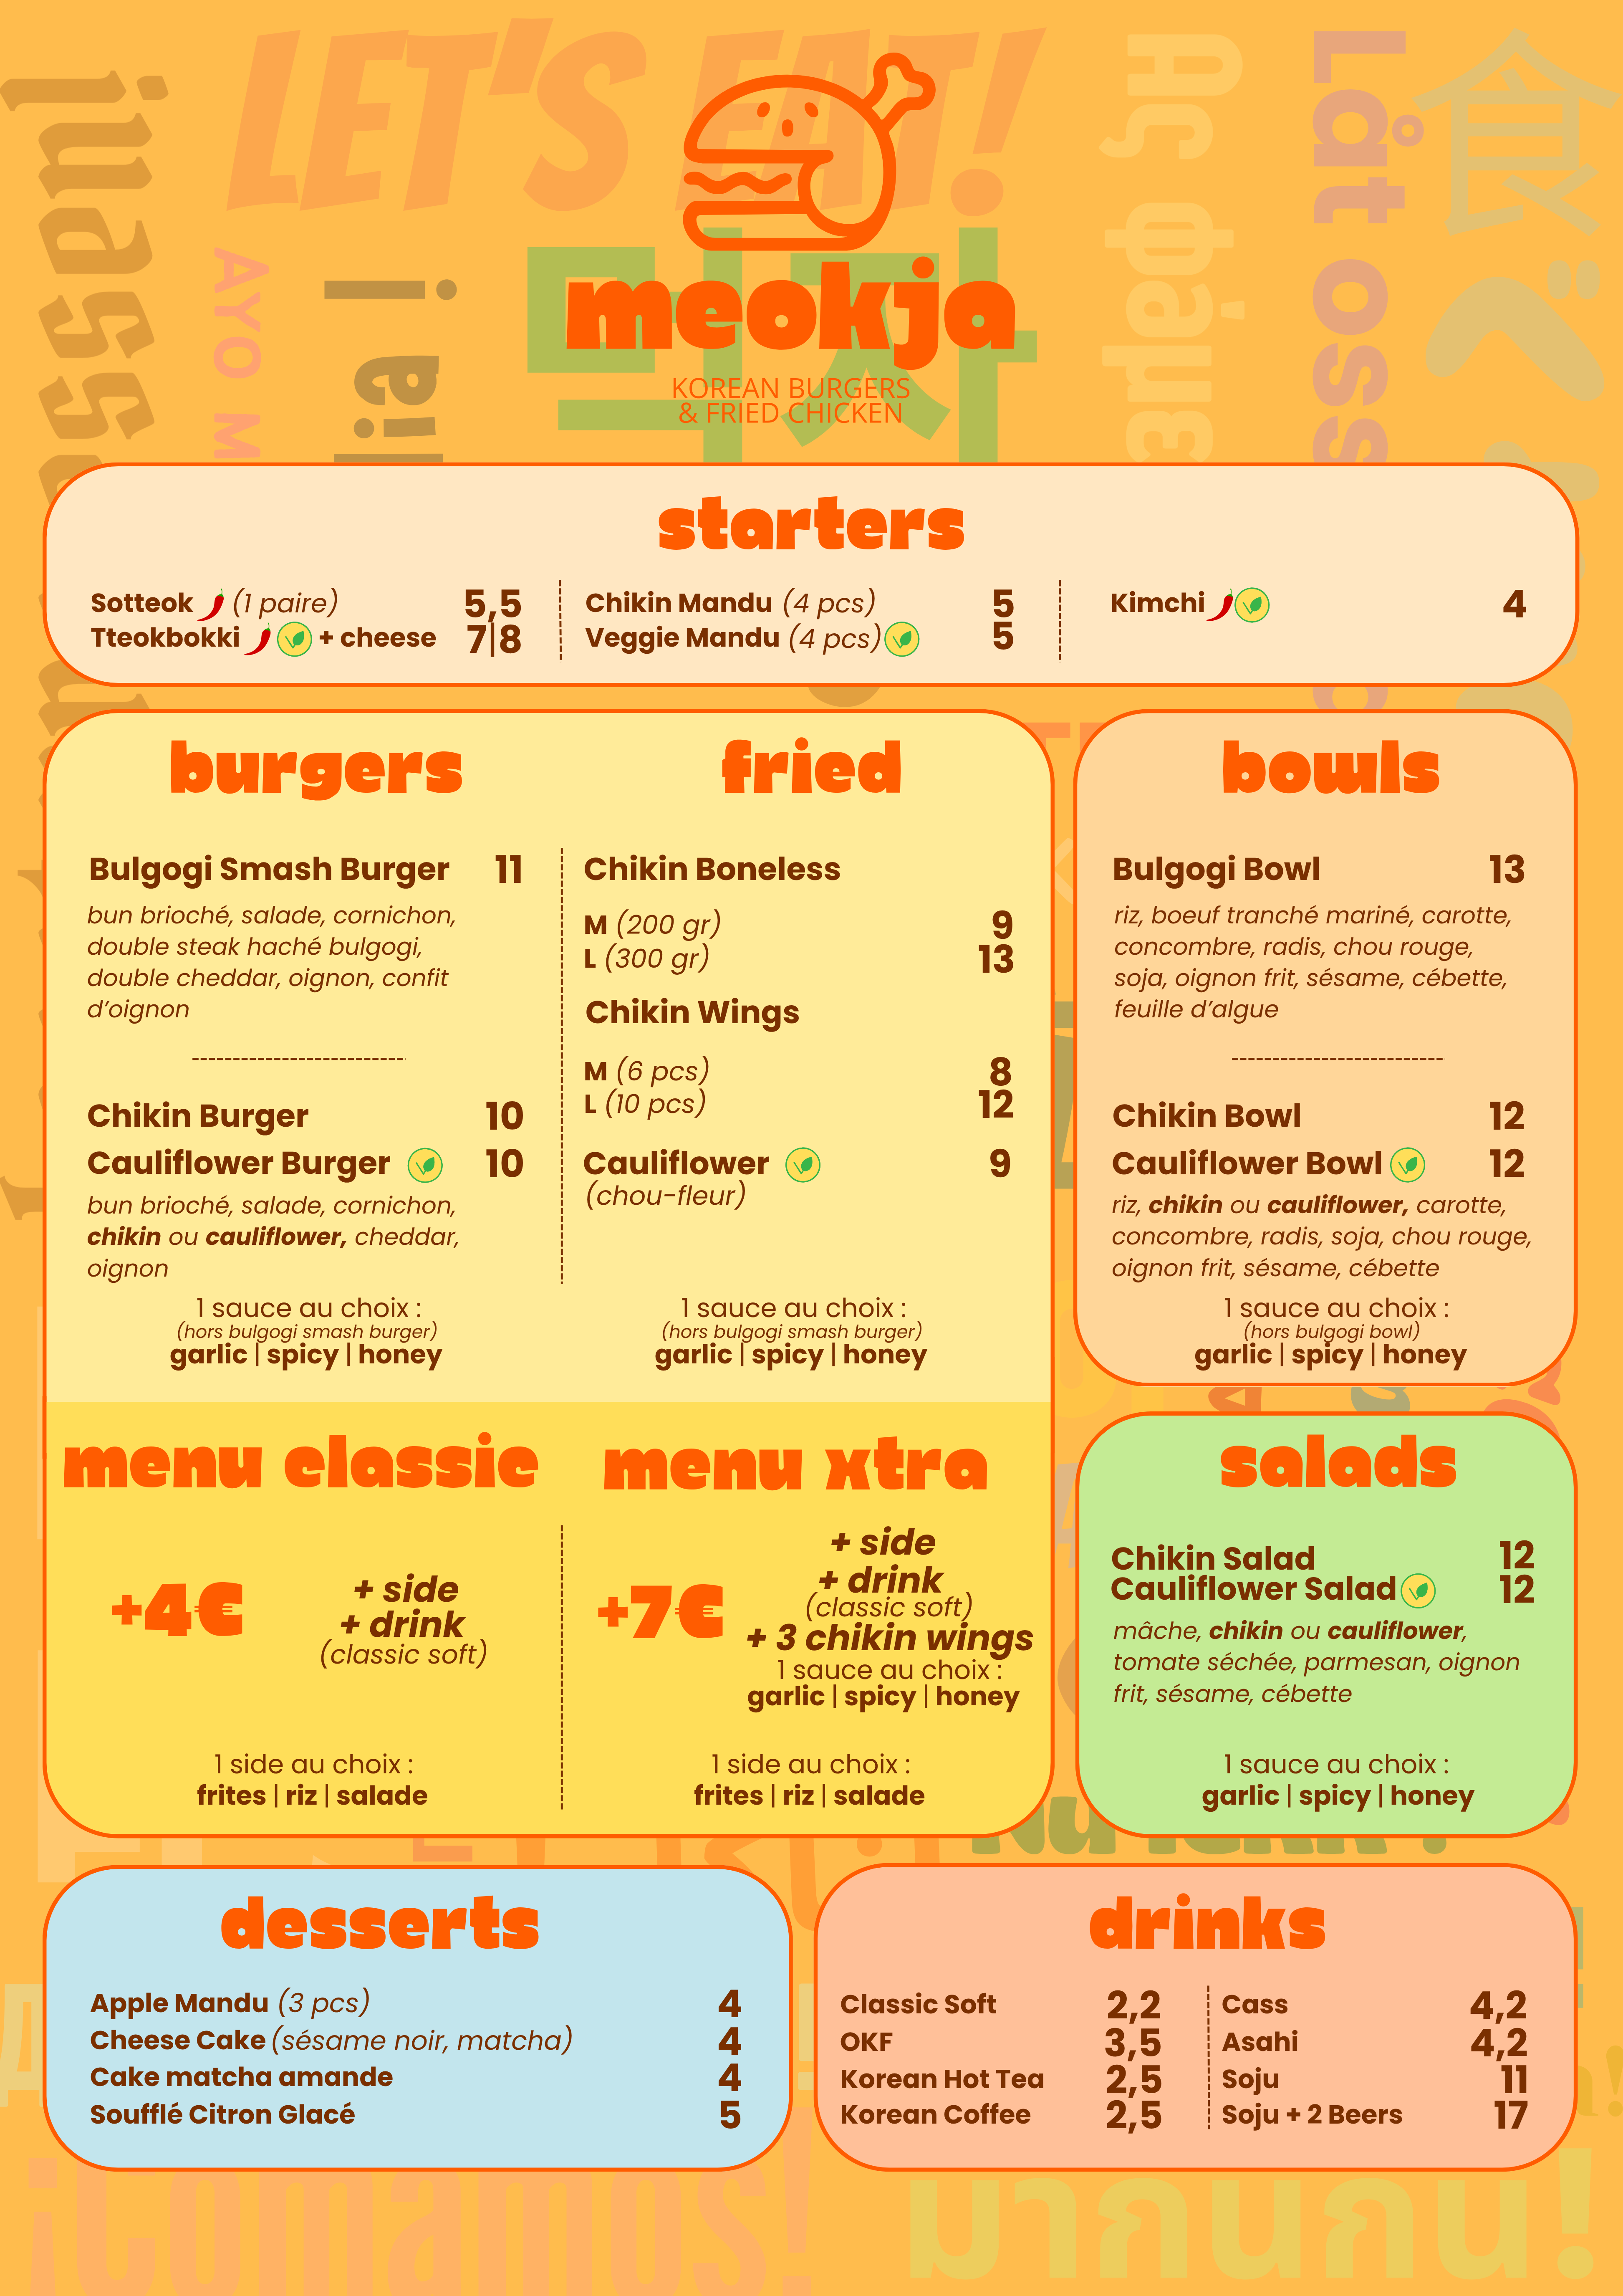 LET'S EAT!
AYO M
먹자
Låt oss
meokja
KOREAN BURGERS
& FRIED CHICKEN
starters
Sotteok (1 paire) 5,5
Tteokbokki + cheese 7|8
Chikin Mandu (4 pcs) 5
Veggie Mandu (4 pcs) 5
Kimchi 4
burgers
Bulgogi Smash Burger 11
bun brioché, salade, cornichon,
double steak haché bulgogi,
double cheddar, oignon, confit
d'oignon
Chikin Burger 10
Cauliflower Burger 10
bun brioché, salade, cornichon,
chikin ou cauliflower, cheddar,
oignon
1 sauce au choix :
(hors bulgogi smash burger)
garlic | spicy | honey
fried
Chikin Boneless
M (200 gr) 9
L (300 gr) 13
Chikin Wings
M (6 pcs) 8
L (10 pcs) 12
Cauliflower 9
(chou-fleur)
1 sauce au choix :
(hors bulgogi smash burger)
garlic | spicy | honey
bowls
Bulgogi Bowl 13
riz, boeuf tranché mariné, carotte,
concombre, radis, chou rouge,
soja, oignon frit, sésame, cébette,
feuille d'algue
Chikin Bowl 12
Cauliflower Bowl 12
riz, chikin ou cauliflower, carotte,
concombre, radis, soja, chou rouge,
oignon frit, sésame, cébette
1 sauce au choix :
(hors bulgogi bowl)
garlic | spicy | honey
menu classic
+4€
+ side
+ drink
(classic soft)
1 side au choix :
frites | riz | salade
menu xtra
+7€
+ side
+ drink
(classic soft)
+ 3 chikin wings
1 sauce au choix :
garlic | spicy | honey
1 side au choix :
frites | riz | salade
salads
Chikin Salad 12
Cauliflower Salad 12
mâche, chikin ou cauliflower,
tomate séchée, parmesan, oignon
frit, sésame, cébette
1 sauce au choix :
garlic | spicy | honey
desserts
Apple Mandu (3 pcs) 4
Cheese Cake (sésame noir, matcha) 4
Cake matcha amande 4
Soufflé Citron Glacé 5
drinks
Classic Soft 2,2
OKF 3,5
Korean Hot Tea 2,5
Korean Coffee 2,5
Cass 4,2
Asahi 4,2
Soju 11
Soju + 2 Beers 17
¡Comamos!
มากินกัน!